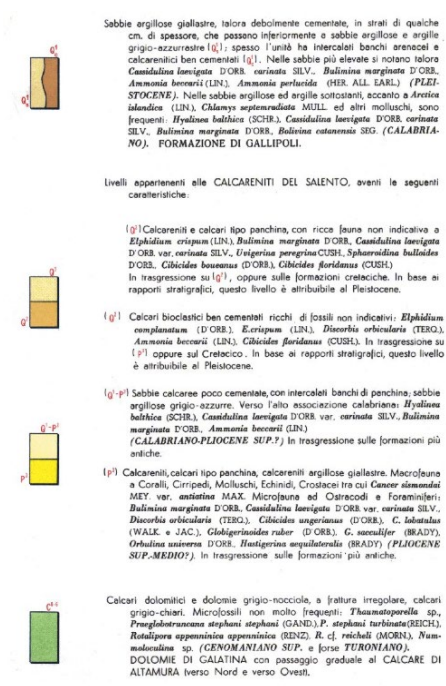 Sabbie argillose giallastre, talora debolmente cementate, in strati di qualche
cm. di spessore, che passano inferiormente a sabbie argillose e argille
grigio-azzurrastre (Q¹c); spesso l'unità ha intercalati banchi arenacei e
calcarenitici ben cementati (Q¹c). Nelle sabbie più elevate si notano talora
Cassidulina laevigata D'ORB. carinata SILV., Bulimina marginata D'ORB.,
Ammonia beccarii (LIN.), Ammonia perlucida (HER. ALL. EARL.) (PLEI-
STOCENE). Nelle sabbie argillose ed argille sottostanti, accanto a Arctica
islandica (LIN.), Chlamys septemradiata MULL. ed altri molluschi, sono
frequenti: Hyalinea balthica (SCHR.), Cassidulina laevigata D'ORB. carinata
SILV., Bulimina marginata D'ORB., Bolivina catanensis SEG. (CALABRIA-
NO). FORMAZIONE DI GALLIPOLI.
Livelli appartenenti alle CALCARENITI DEL SALENTO, aventi le seguenti
caratteristiche:
(Q²) Calcareniti e calcari tipo panchina, con ricca fauna non indicativa a
Elphidium crispum (LIN.), Bulimina marginata D'ORB., Cassidulina laevigata
D'ORB. var. carinata SILV., Uvigerina peregrina CUSH., Sphaeroidina bulloides
D'ORB., Cibicides boueanus (D'ORB.), Cibicides floridanus (CUSH.)
In trasgressione su (Q¹), oppure sulle formazioni cretaciche. In base ai
rapporti stratigrafici, questo livello è attribuibile al Pleistocene.
Q²
Q¹
(Q¹) Calcari bioclastici ben cementati ricchi di fossili non indicativi: Elphidium
complanatum (D'ORB.), E. crispum (LIN.), Discorbis orbicularis (TERQ.),
Ammonia beccarii (LIN.), Cibicides floridanus (CUSH.). In trasgressione su
(P³) oppure sul Cretacico. In base ai rapporti stratigrafici, questo livello
è attribuibile al Pleistocene.
(Q¹-P³) Sabbie calcaree poco cementate, con intercalati banchi di panchina; sabbie
argillose grigio-azzurre. Verso l'alto associazione calabriana: Hyalinea
balthica (SCHR.), Cassidulina laevigata D'ORB. var. carinata SILV., Bulimina
marginata D'ORB., Ammonia beccarii (LIN.)
(CALABRIANO-PLIOCENE SUP.?) In trasgressione sulle formazioni più
antiche.
Q¹-P³
P³
(P³) Calcareniti, calcari tipo panchina, calcareniti argillose giallastre. Macrofauna
a Coralli, Cirripedi, Molluschi, Echinidi, Crostacei tra cui Cancer sismondai
MEY. var. antiatina MAX. Microfauna ad Ostracodi e Foraminiferi:
Bulimina marginata D'ORB., Cassidulina laevigata D'ORB. var. carinata SILV.,
Discorbis orbicularis (TERQ.), Cibicides ungerianus (D'ORB.), C. lobatulus
(WALK. e JAC.), Globigerinoides ruber (D'ORB.), G. sacculifer (BRADY),
Orbulina universa D'ORB., Hastigerina aequilateralis (BRADY) (PLIOCENE
SUP.-MEDIO?). In trasgressione sulle formazioni più antiche.
Calcari dolomitici e dolomie grigio-nocciola, a frattura irregolare, calcari
grigio-chiari. Microfossili non molto frequenti: Thaumatoporella sp.,
Praeglobotruncana stephani stephani (GAND.), P. stephani turbinata (REICH.),
Rotalipora appenninica appenninica (RENZ), R. cf. reicheli (MORN.), Num-
moloculina sp. (CENOMANIANO SUP. e forse TURONIANO).
DOLOMIE DI GALATINA con passaggio graduale al CALCARE DI
ALTAMURA (verso Nord e verso Ovest).